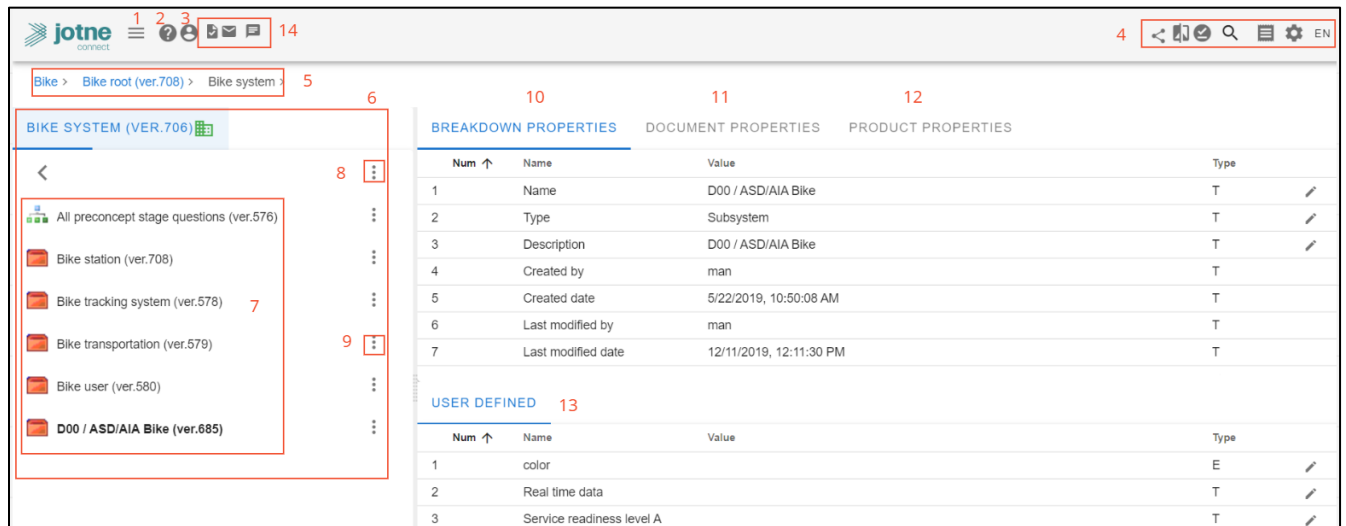 1 2 3
jotne
connect
14
4
EN
Bike > Bike root (ver.708) > Bike system >
5
6
10 11 12
BIKE SYSTEM (VER.706)
8
All preconcept stage questions (ver.576)
Bike station (ver.708)
Bike tracking system (ver.578)
7
Bike transportation (ver.579)
9
Bike user (ver.580)
D00 / ASD/AIA Bike (ver.685)
BREAKDOWN PROPERTIES DOCUMENT PROPERTIES PRODUCT PROPERTIES
Num ↑ Name Value Type
1 Name D00 / ASD/AIA Bike T
2 Type Subsystem T
3 Description D00 / ASD/AIA Bike T
4 Created by man T
5 Created date 5/22/2019, 10:50:08 AM T
6 Last modified by man T
7 Last modified date 12/11/2019, 12:11:30 PM T
USER DEFINED 13
Num ↑ Name Value Type
1 color E
2 Real time data T
3 Service readiness level A T